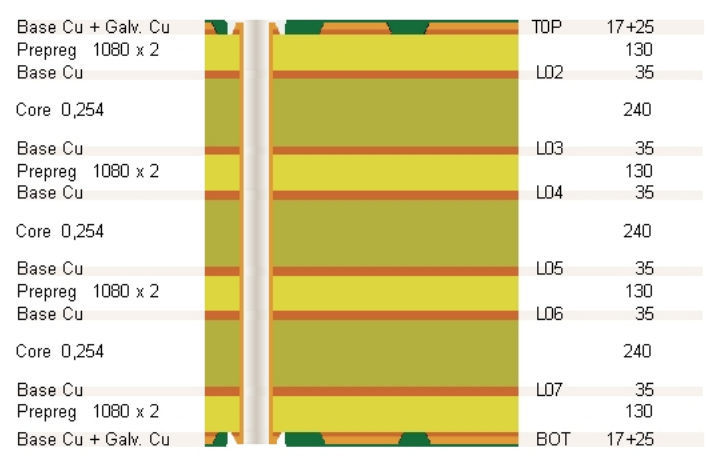 Base Cu + Galv. Cu TOP 17+25
Prepreg 1080 x 2 130
Base Cu L02 35
Core 0,254 240
Base Cu L03 35
Prepreg 1080 x 2 130
Base Cu L04 35
Core 0,254 240
Base Cu L05 35
Prepreg 1080 x 2 130
Base Cu L06 35
Core 0,254 240
Base Cu L07 35
Prepreg 1080 x 2 130
Base Cu + Galv. Cu BOT 17+25